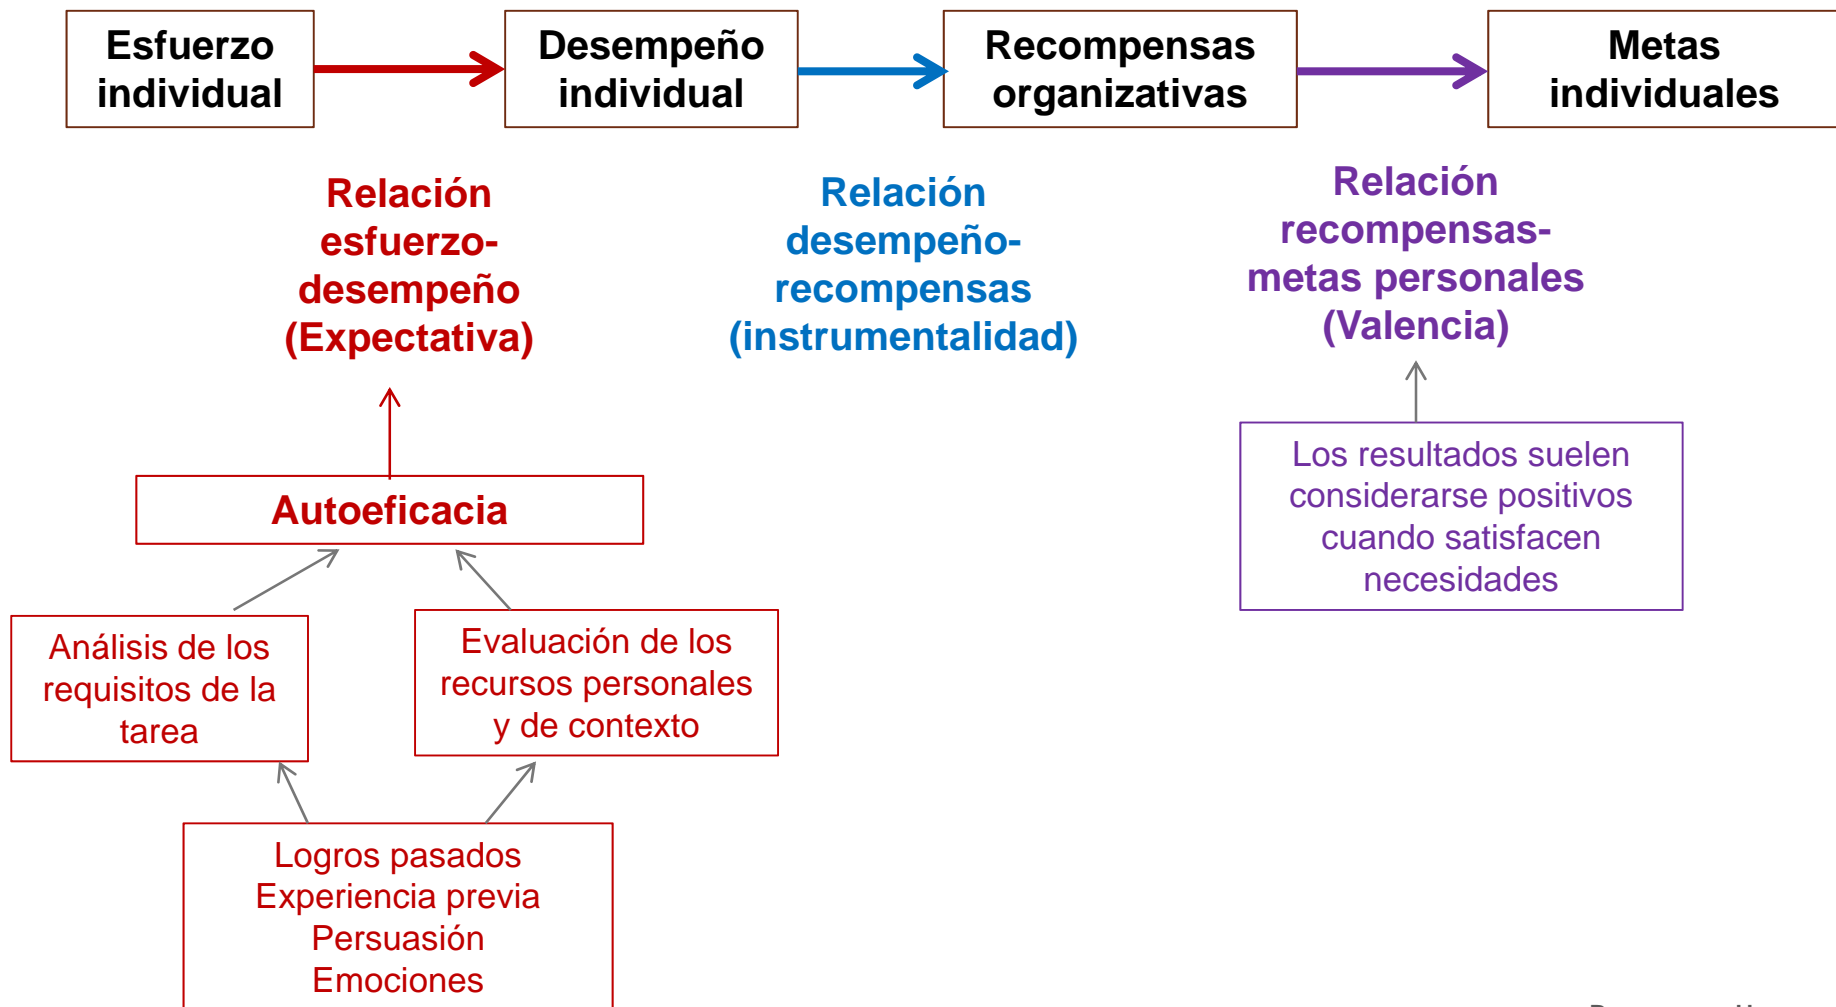 Esfuerzo
individual
Desempeño
individual
Recompensas
organizativas
Metas
individuales
Relación
esfuerzo-
desempeño
(Expectativa)
Relación
desempeño-
recompensas
(instrumentalidad)
Relación
recompensas-
metas personales
(Valencia)
Autoeficacia
Los resultados suelen
considerarse positivos
cuando satisfacen
necesidades
Análisis de los
requisitos de la
tarea
Evaluación de los
recursos personales
y de contexto
Logros pasados
Experiencia previa
Persuasión
Emociones